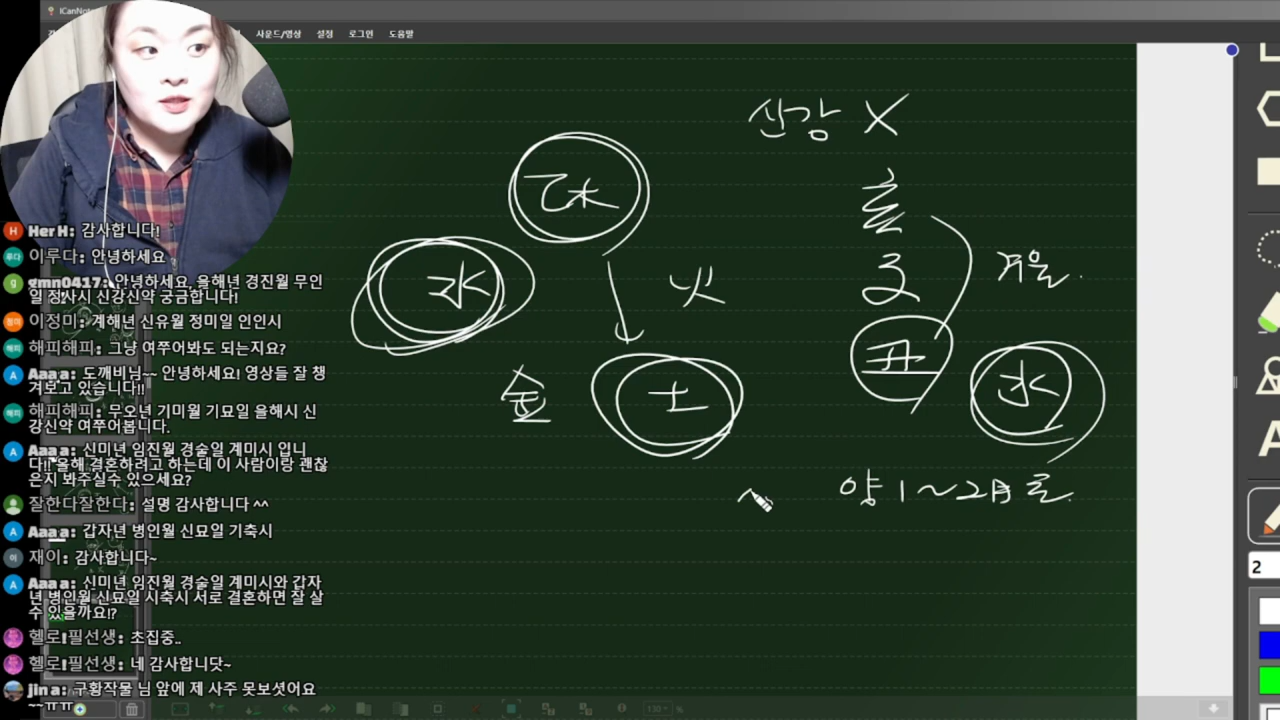 ICanNote
사운드/영상 설정 로그인 도움말
신강 X
乙木
水
火
土
金
子
丑
겨울.
水
양 1~2月
Her H: 감사합니다!
이루다: 안녕하세요
gmn0417: 안녕하세요, 올해년 경진월 무인
일 정사시 신강신약 궁금합니다!
이정미: 계해년 신유월 정미일 인인시
해피해피: 그냥 여쭈어봐도 되는지요?
Aaa a: 도깨비님~~ 안녕하세요! 영상들 잘 챙
겨보고 있습니다!!
해피해피: 무오년 기미월 기묘일 을해시 신
강신약 여쭈어봅니다.
Aaa a: 신미년 임진월 경술일 계미시 입니
다!! 올해 결혼하려고 하는데 이 사람이랑 괜찮
은지 봐주실수 있으세요?
잘한다잘한다: 설명 감사합니다 ^^
Aaa a: 갑자년 병인월 신묘일 기축시
재이: 감사합니다~
Aaa a: 신미년 임진월 경술일 계미시와 갑자
년 병인월 신묘일 시축시 서로 결혼하면 잘 살
수 있을까요!?
헬로!필선생: 초집중..
헬로!필선생: 네 감사합니닷~
jin a: 구황작물 님 앞에 제 사주 못보셧어요
~~ㅠㅠ
130 %
2